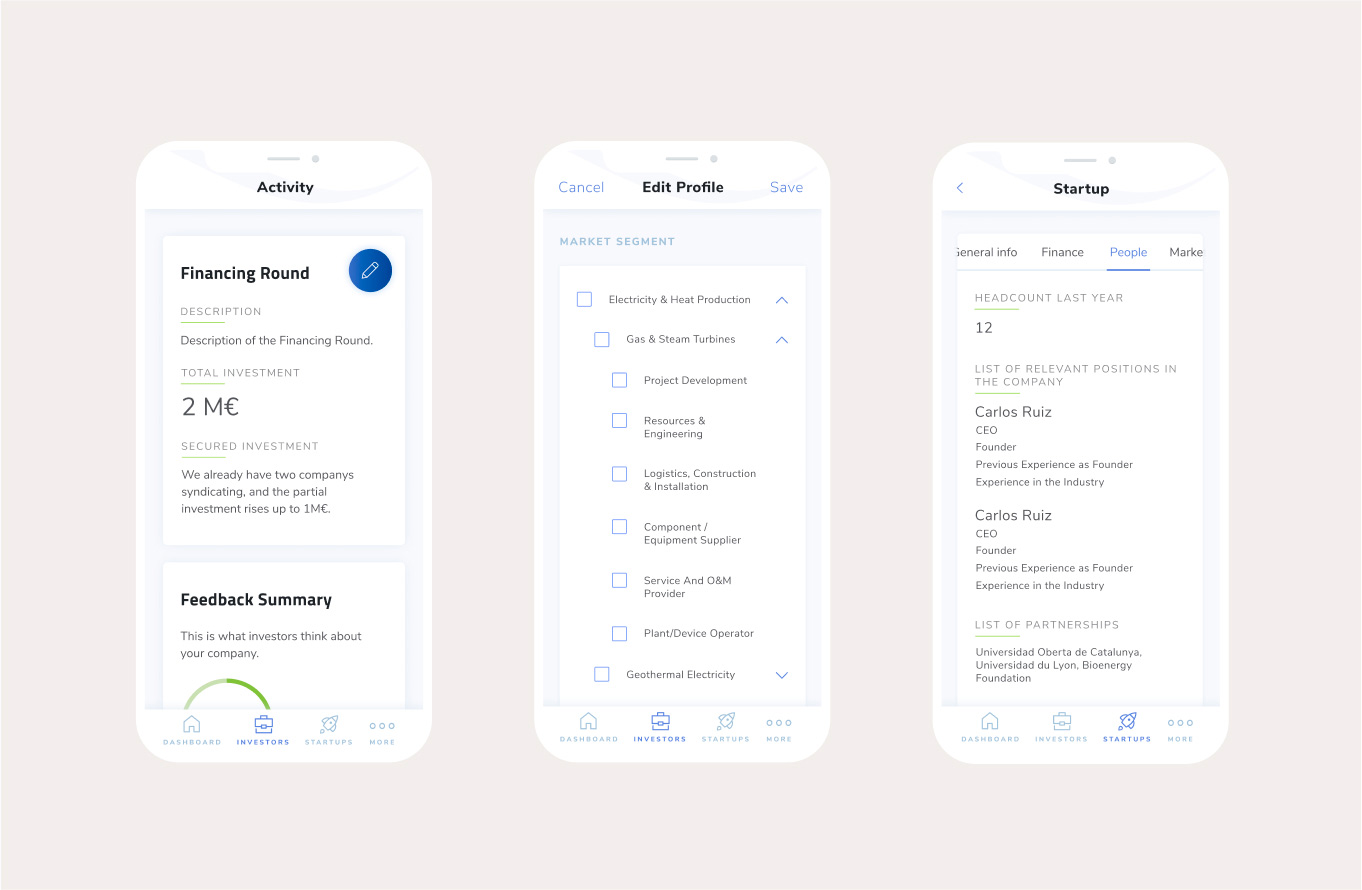 Activity
Financing Round
DESCRIPTION
Description of the Financing Round.
TOTAL INVESTMENT
2 M€
SECURED INVESTMENT
We already have two companys
syndicating, and the partial
investment rises up to 1M€.
Feedback Summary
This is what investors think about
your company.
DASHBOARD INVESTORS STARTUPS MORE
Cancel Edit Profile Save
MARKET SEGMENT
Electricity & Heat Production
Gas & Steam Turbines
Project Development
Resources &
Engineering
Logistics, Construction
& Installation
Component /
Equipment Supplier
Service And O&M
Provider
Plant/Device Operator
Geothermal Electricity
DASHBOARD INVESTORS STARTUPS MORE
Startup
General info Finance People Marke
HEADCOUNT LAST YEAR
12
LIST OF RELEVANT POSITIONS IN
THE COMPANY
Carlos Ruiz
CEO
Founder
Previous Experience as Founder
Experience in the Industry
Carlos Ruiz
CEO
Founder
Previous Experience as Founder
Experience in the Industry
LIST OF PARTNERSHIPS
Universidad Oberta de Catalunya,
Universidad du Lyon, Bioenergy
Foundation
DASHBOARD INVESTORS STARTUPS MORE